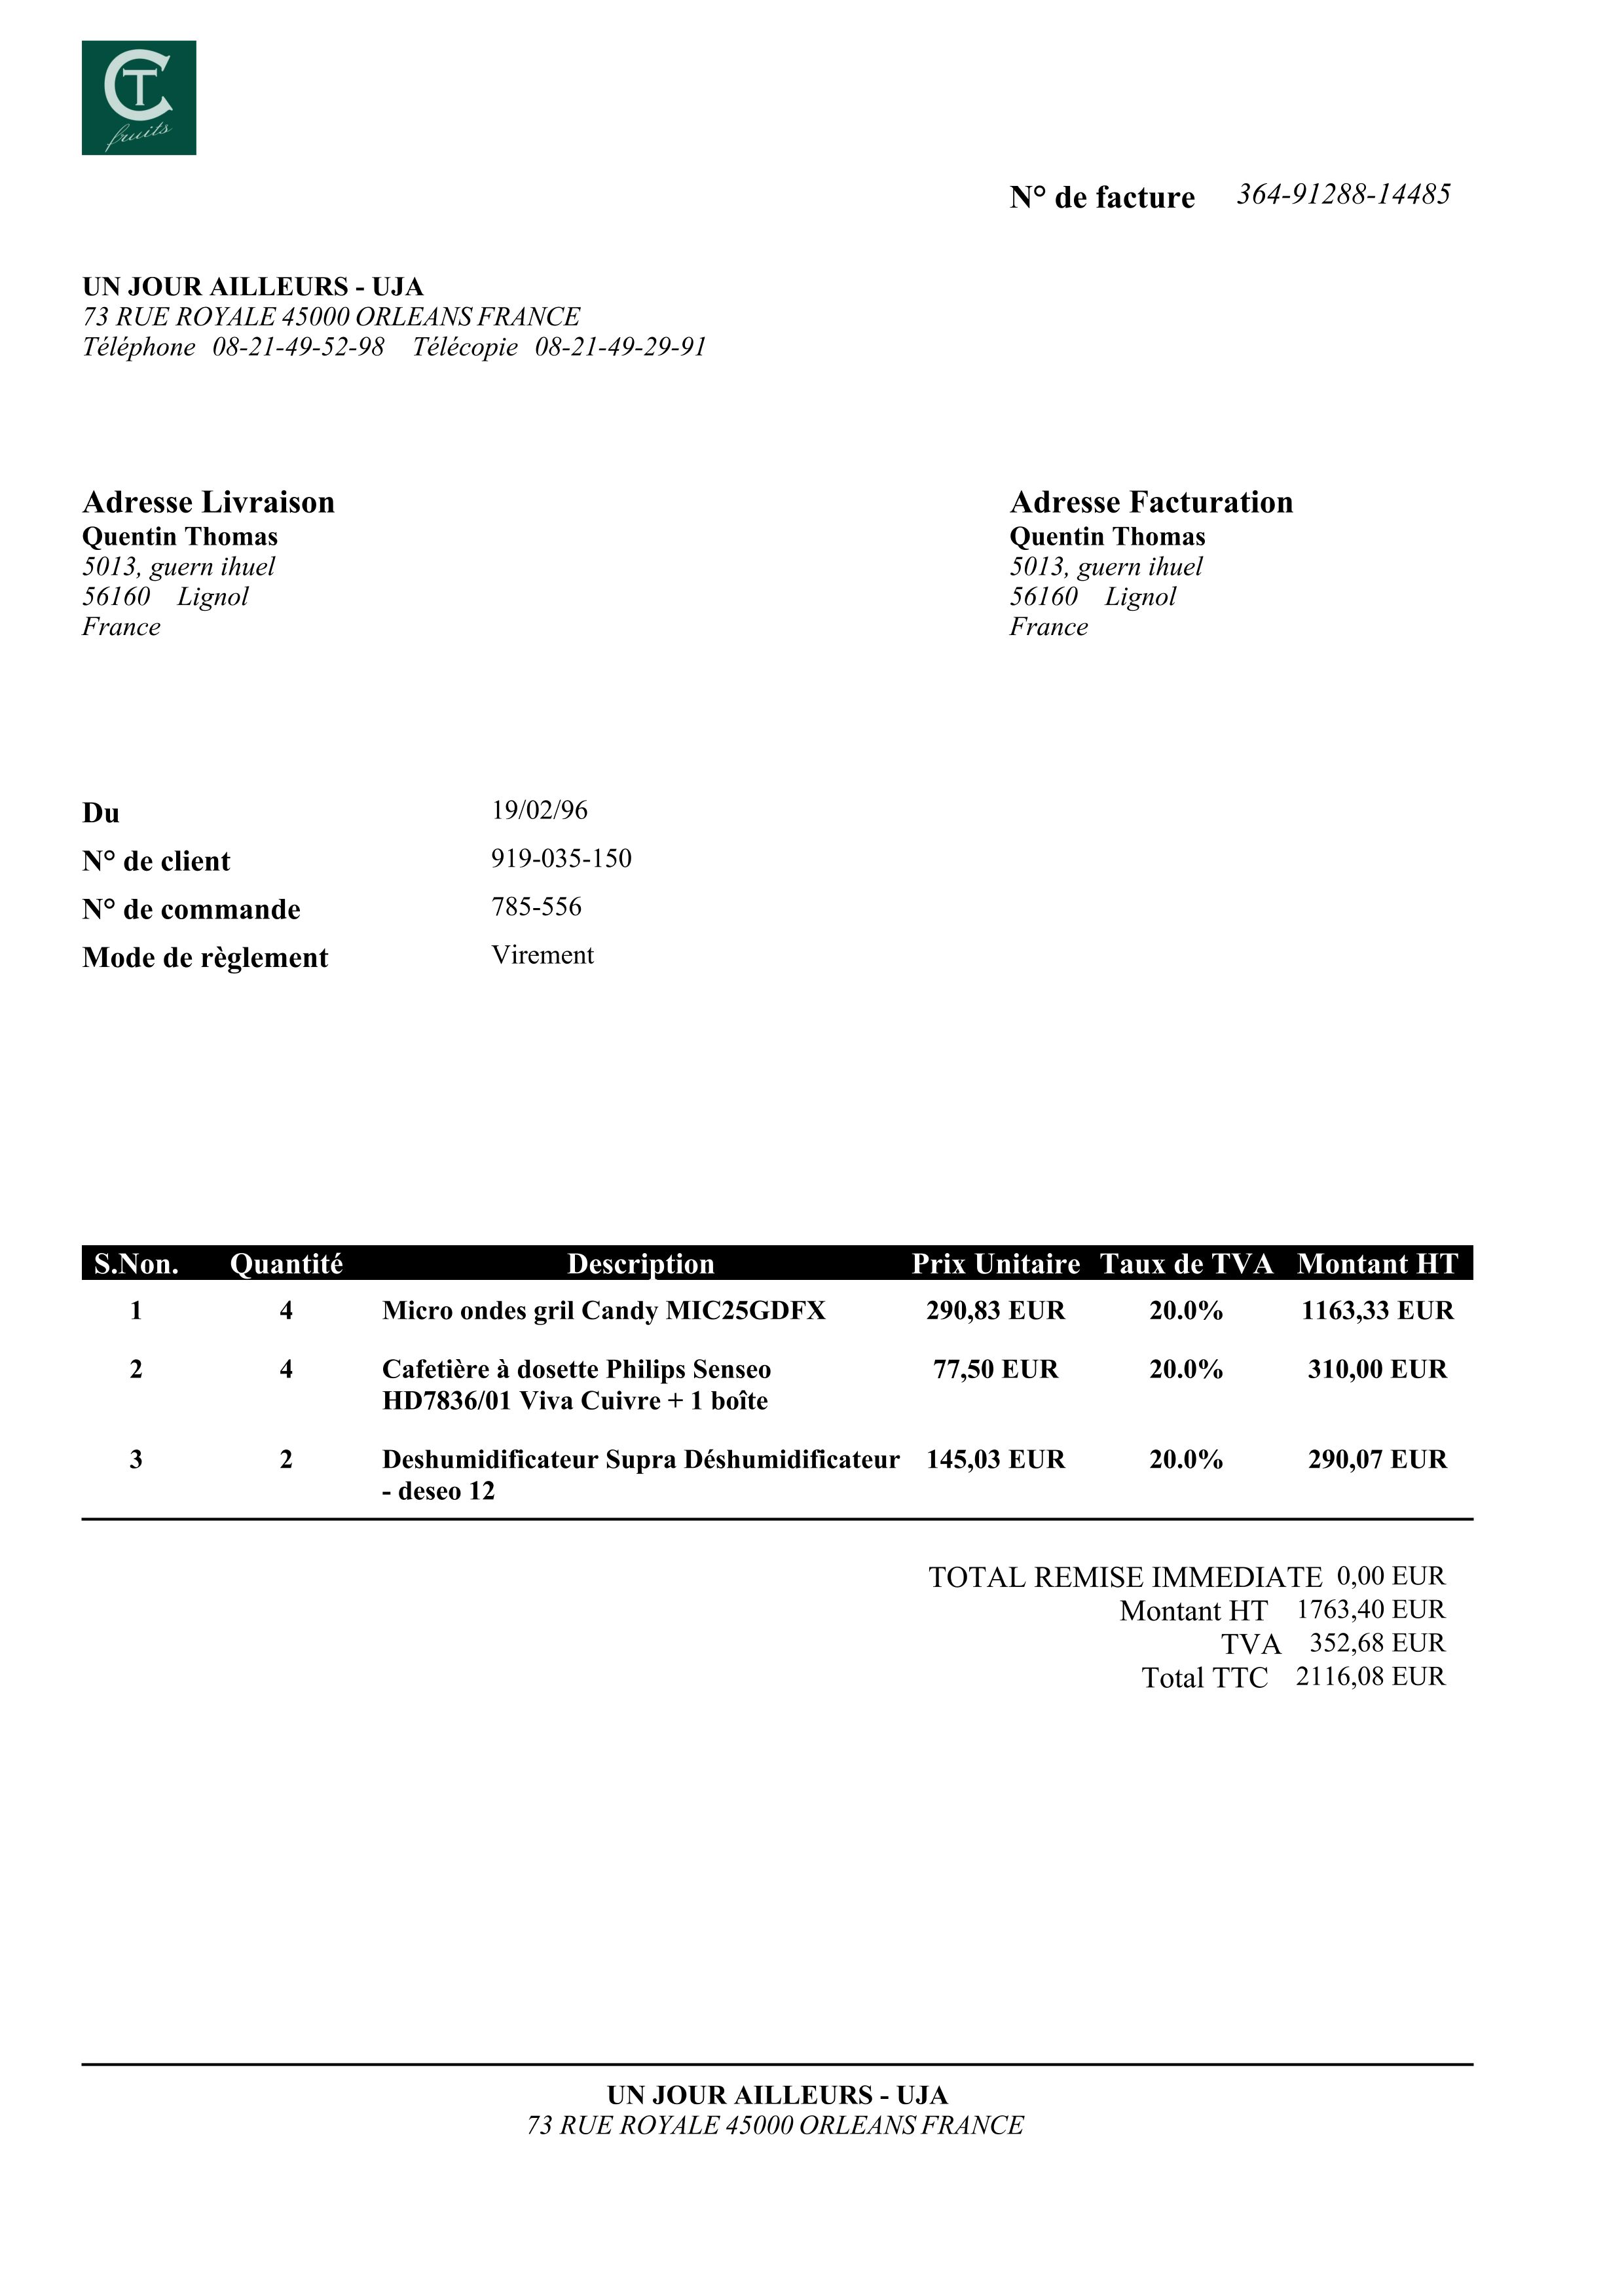 CT
fruits
N° de facture 364-91288-14485
UN JOUR AILLEURS - UJA
73 RUE ROYALE 45000 ORLEANS FRANCE
Téléphone 08-21-49-52-98 Télécopie 08-21-49-29-91
Adresse Livraison
Quentin Thomas
5013, guern ihuel
56160 Lignol
France
Adresse Facturation
Quentin Thomas
5013, guern ihuel
56160 Lignol
France
Du 19/02/96
N° de client 919-035-150
N° de commande 785-556
Mode de règlement Virement
S.Non. Quantité Description Prix Unitaire Taux de TVA Montant HT
1 4 Micro ondes gril Candy MIC25GDFX 290,83 EUR 20.0% 1163,33 EUR
2 4 Cafetière à dosette Philips Senseo 77,50 EUR 20.0% 310,00 EUR
HD7836/01 Viva Cuivre + 1 boîte
3 2 Deshumidificateur Supra Déshumidificateur 145,03 EUR 20.0% 290,07 EUR
- deseo 12
TOTAL REMISE IMMEDIATE 0,00 EUR
Montant HT 1763,40 EUR
TVA 352,68 EUR
Total TTC 2116,08 EUR
UN JOUR AILLEURS - UJA
73 RUE ROYALE 45000 ORLEANS FRANCE